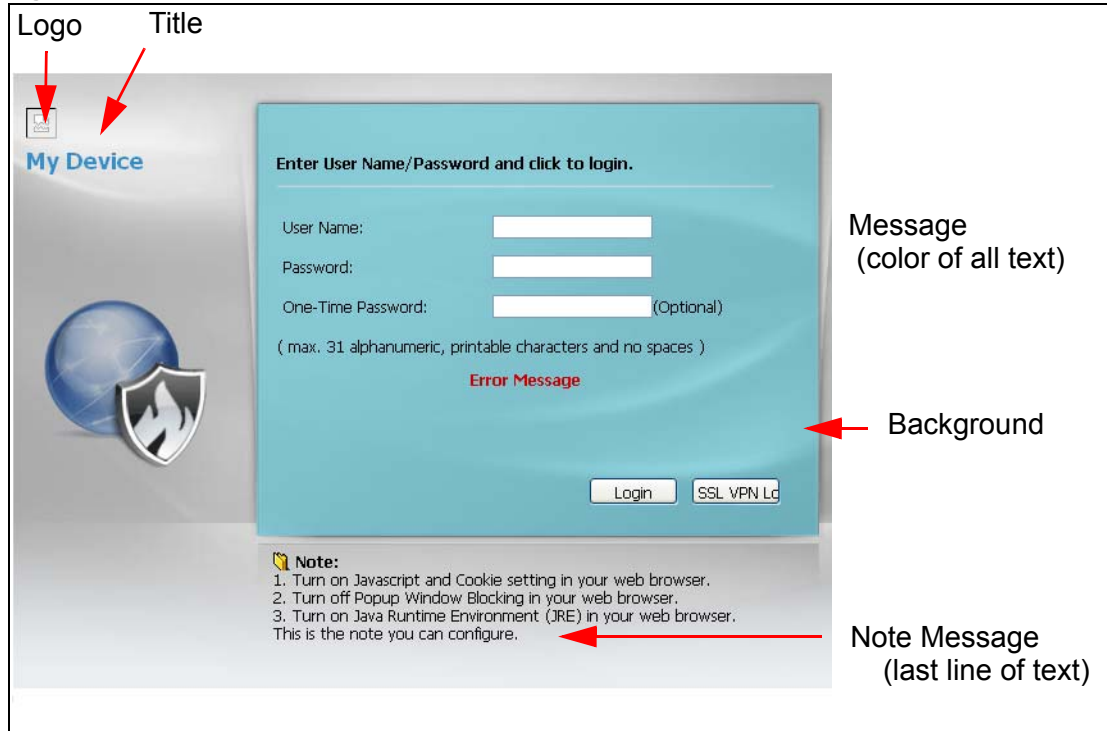 Logo Title
My Device
Enter User Name/Password and click to login.
User Name:
Password:
One-Time Password: (Optional)
( max. 31 alphanumeric, printable characters and no spaces )
Error Message
Login SSL VPN Lo
Message
(color of all text)
Background
Note:
1. Turn on Javascript and Cookie setting in your web browser.
2. Turn off Popup Window Blocking in your web browser.
3. Turn on Java Runtime Environment (JRE) in your web browser.
This is the note you can configure.
Note Message
(last line of text)